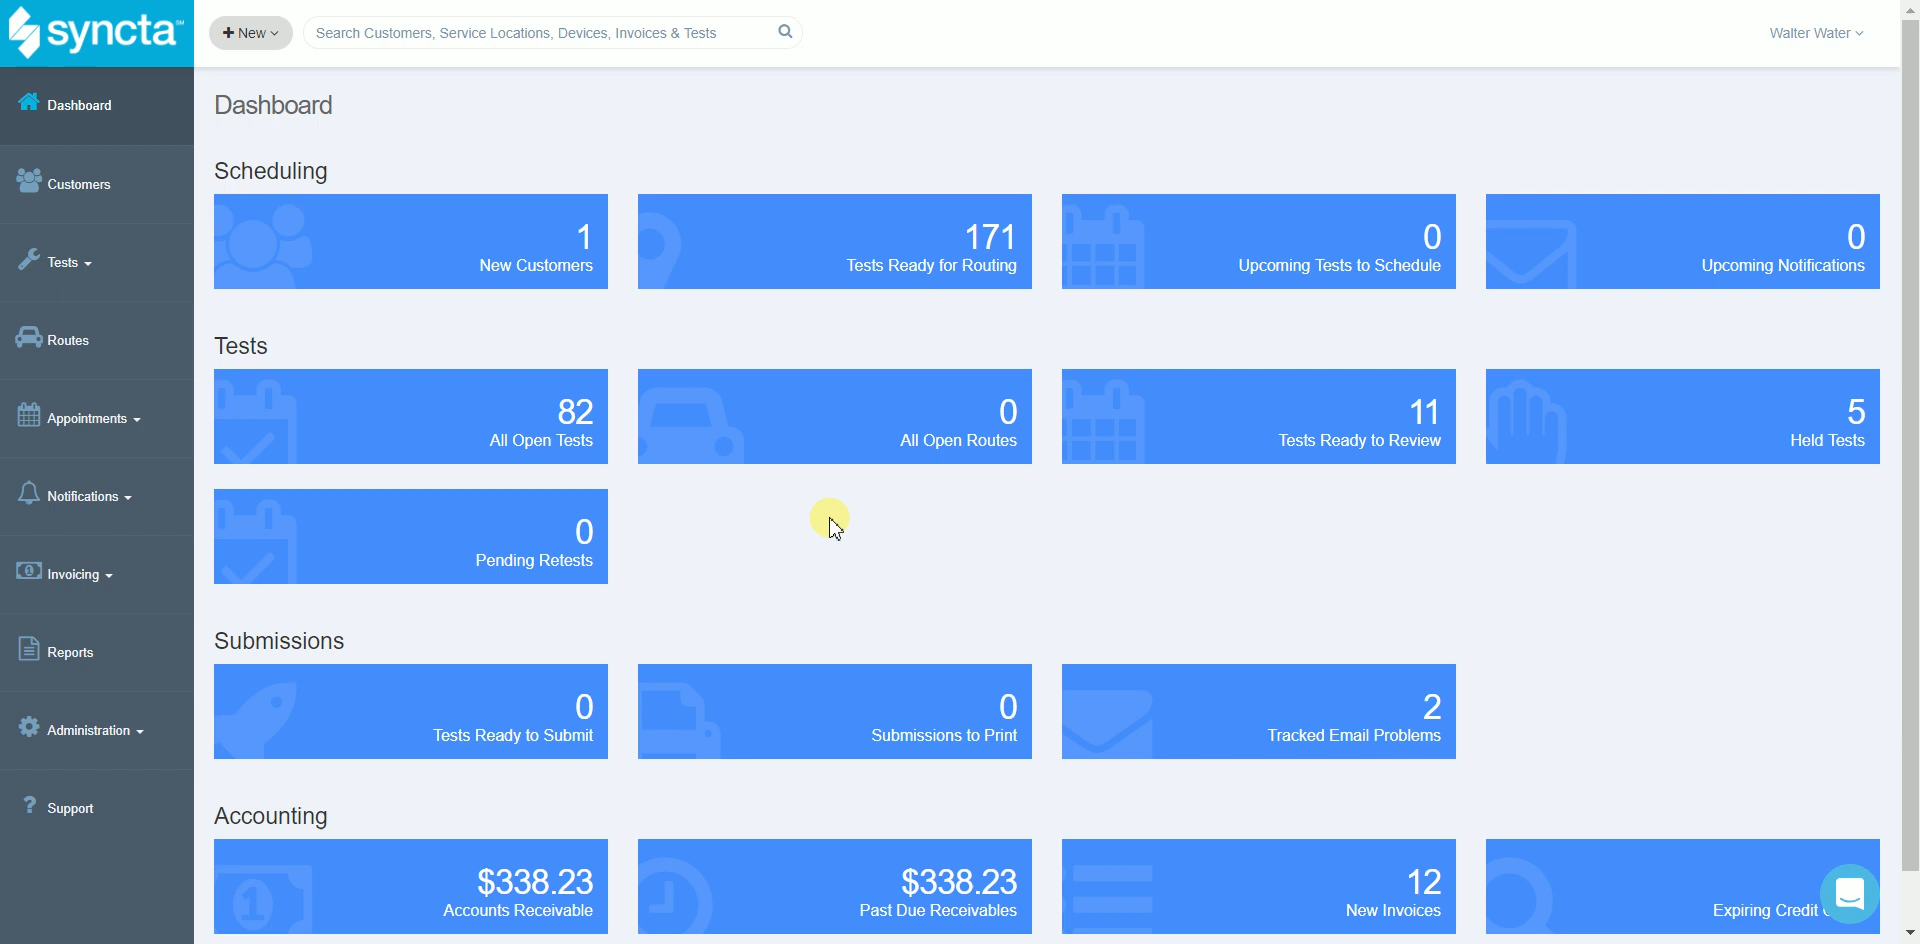 syncta SM
New
Search Customers, Service Locations, Devices, Invoices & Tests
Walter Water
Dashboard
Customers
Tests
Routes
Appointments
Notifications
Invoicing
Reports
Administration
Support
Dashboard
Scheduling
1
New Customers
171
Tests Ready for Routing
0
Upcoming Tests to Schedule
0
Upcoming Notifications
Tests
82
All Open Tests
0
All Open Routes
11
Tests Ready to Review
5
Held Tests
0
Pending Retests
Submissions
0
Tests Ready to Submit
0
Submissions to Print
2
Tracked Email Problems
Accounting
$338.23
Accounts Receivable
$338.23
Past Due Receivables
12
New Invoices
Expiring Credit